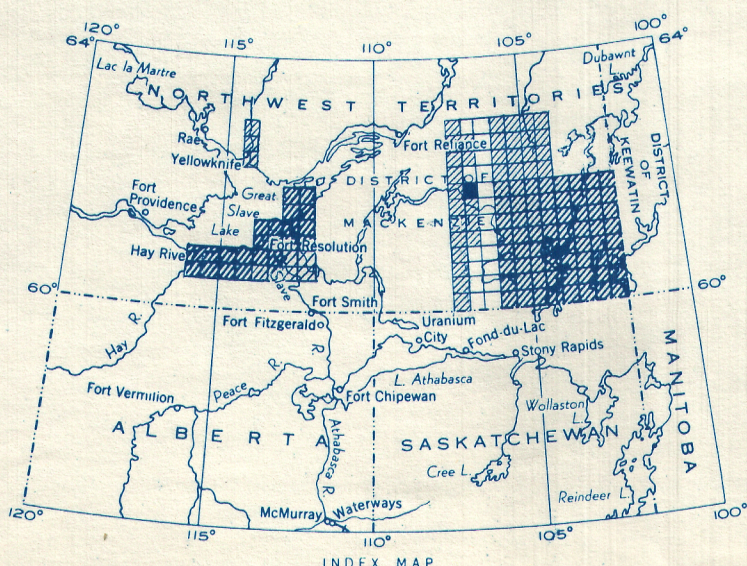 120°
115°
110°
105°
100°
64°
64°
Lac la Martre
Dubawnt
L.
NORTHWEST TERRITORIES
Rae
Fort Reliance
Yellowknife
DISTRICT OF
MACKENZIE
DISTRICT
OF
KEEWATIN
Fort
Providence
Great
Slave
Lake
Hay River
Fort Resolution
Slave
60°
60°
Fort Smith
Fort Fitzgerald
Uranium
City
Hay R.
R.
Fond-du-Lac
Stony Rapids
L. Athabasca
Fort Vermilion
Peace R.
Fort Chipewan
Wollaston
L.
MANITOBA
ALBERTA
SASKATCHEWAN
Athabasca R.
Cree L.
Reindeer L.
McMurray
Waterways
120°
115°
110°
105°
100°
INDEX MAP